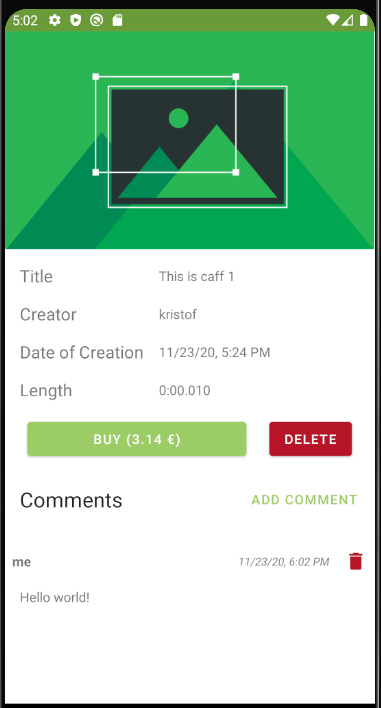 5:02
Title This is caff 1
Creator kristof
Date of Creation 11/23/20, 5:24 PM
Length 0:00.010
BUY (3.14 €) DELETE
Comments ADD COMMENT
me 11/23/20, 6:02 PM
Hello world!